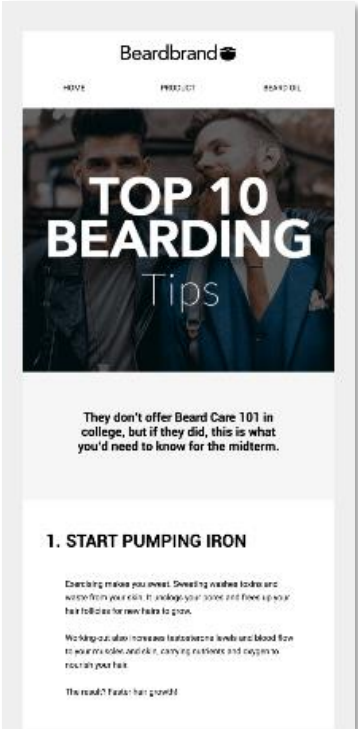 Beardbrand
HOME PRODUCT BEARD OIL
TOP 10
BEARDING
Tips
They don't offer Beard Care 101 in
college, but if they did, this is what
you'd need to know for the midterm.
1. START PUMPING IRON
Exercising makes you sweat. Sweating washes toxins and
waste from your skin. It unclogs your pores and frees up your
hair follicles for new hairs to grow.
Working-out also increases testosterone levels and blood flow
to your muscles and skin, carrying nutrients and oxygen to
nourish your hair.
The result? Faster hair growth!